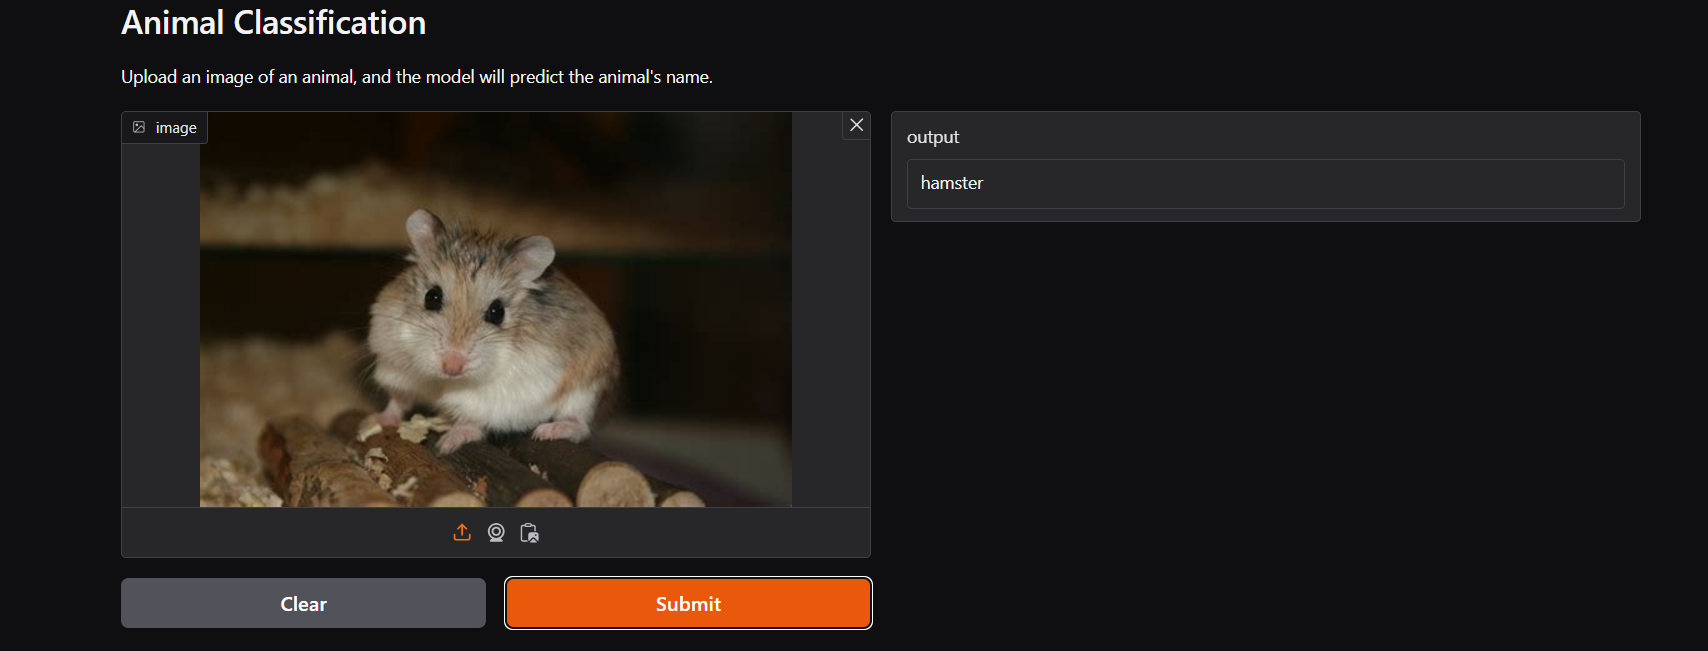 Animal Classification
Upload an image of an animal, and the model will predict the animal's name.
image
output
hamster
Clear
Submit